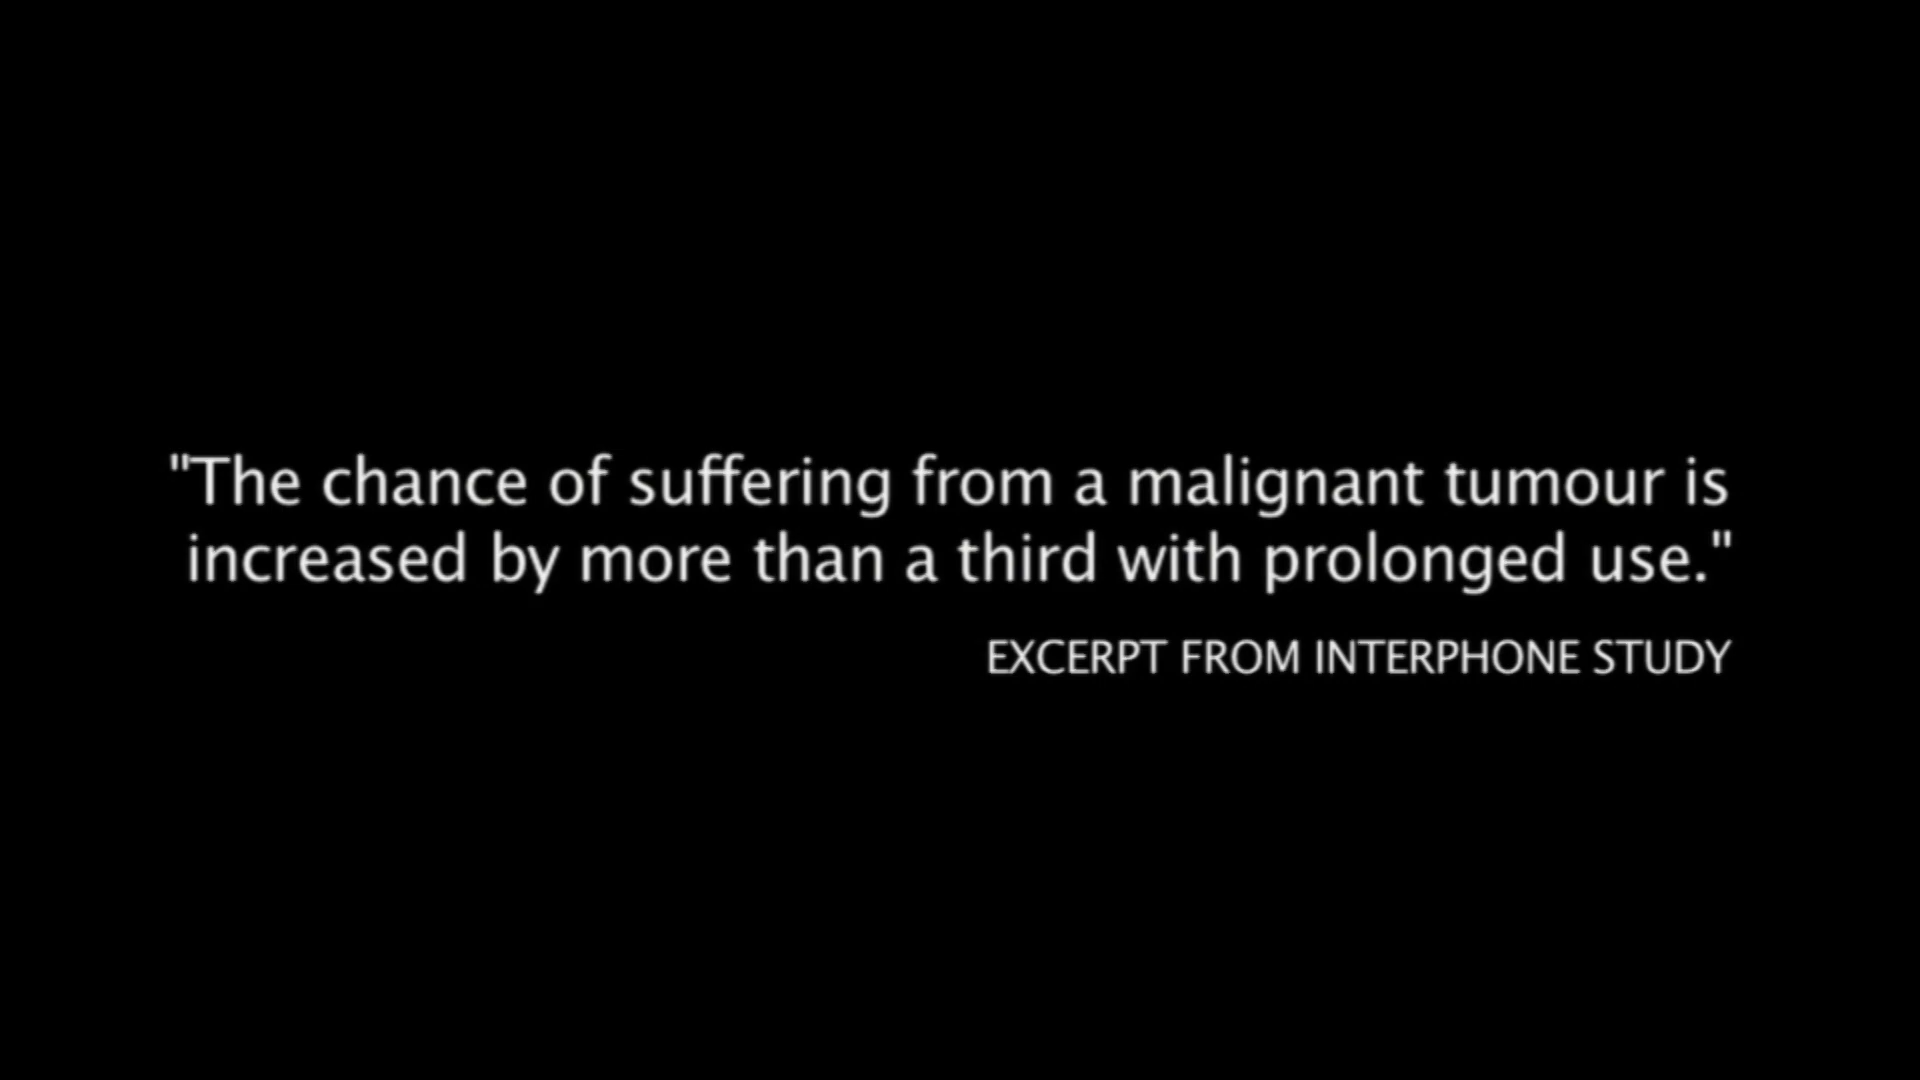 "The chance of suffering from a malignant tumour is
increased by more than a third with prolonged use."
EXCERPT FROM INTERPHONE STUDY